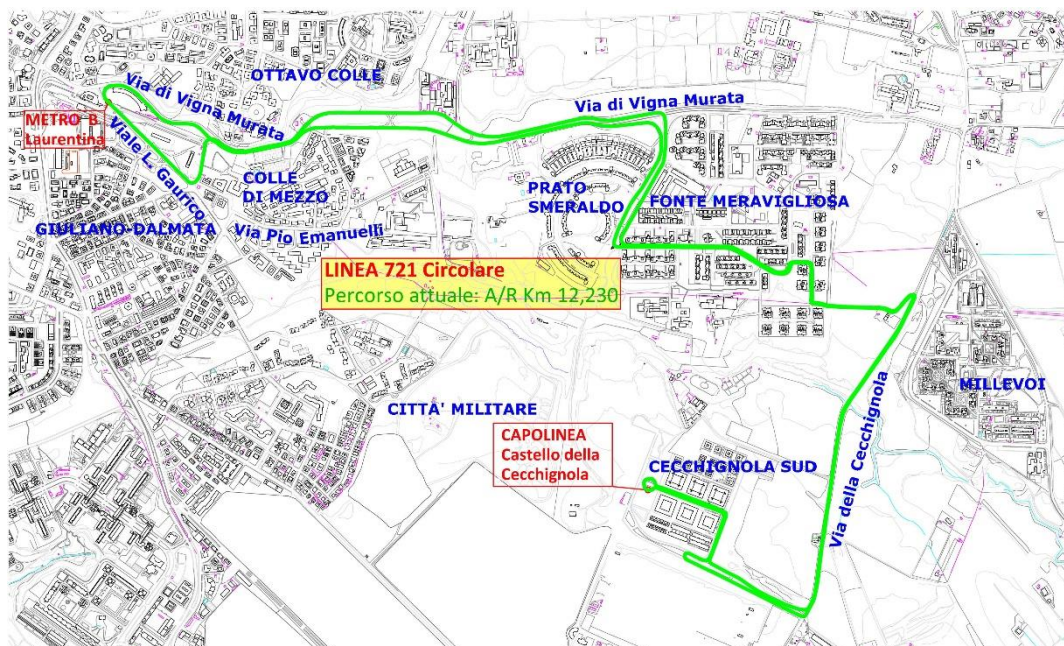 OTTAVO COLLE
Via di Vigna Murata
Via di Vigna Murata
METRO B
Laurentina
Viale L. Gaurico
COLLE
DI MEZZO
PRATO
SMERALDO
FONTE MERAVIGLIOSA
GIULIANO-DALMATA
Via Pio Emanuelli
LINEA 721 Circolare
Percorso attuale: A/R Km 12,230
MILLEVOI
CITTA' MILITARE
CAPOLINEA
Castello della
Cecchignola
CECCHIGNOLA SUD
Via della Cecchignola